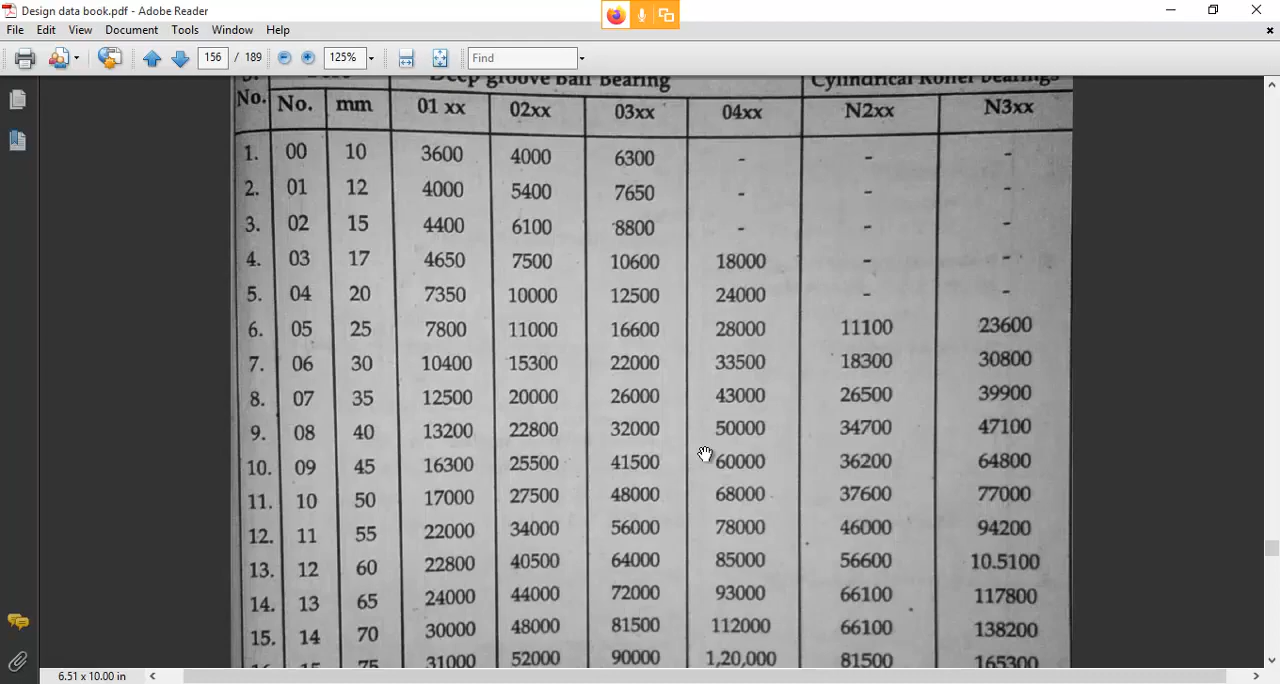 Design data book.pdf - Adobe Reader
File Edit View Document Tools Window Help
156 / 189 125% Find
Deep groove ball Bearing Cylindrical Roller bearings
No. No. mm 01 xx 02xx 03xx 04xx N2xx N3xx
1. 00 10 3600 4000 6300 - - -
2. 01 12 4000 5400 7650 - - -
3. 02 15 4400 6100 8800 - - -
4. 03 17 4650 7500 10600 18000 - -
5. 04 20 7350 10000 12500 24000 - -
6. 05 25 7800 11000 16600 28000 11100 23600
7. 06 30 10400 15300 22000 33500 18300 30800
8. 07 35 12500 20000 26000 43000 26500 39900
9. 08 40 13200 22800 32000 50000 34700 47100
10. 09 45 16300 25500 41500 60000 36200 64800
11. 10 50 17000 27500 48000 68000 37600 77000
12. 11 55 22000 34000 56000 78000 46000 94200
13. 12 60 22800 40500 64000 85000 56600 10.5100
14. 13 65 24000 44000 72000 93000 66100 117800
15. 14 70 30000 48000 81500 112000 66100 138200
16. 15 75 31000 52000 90000 1,20,000 81500 165300
6.51 x 10.00 in